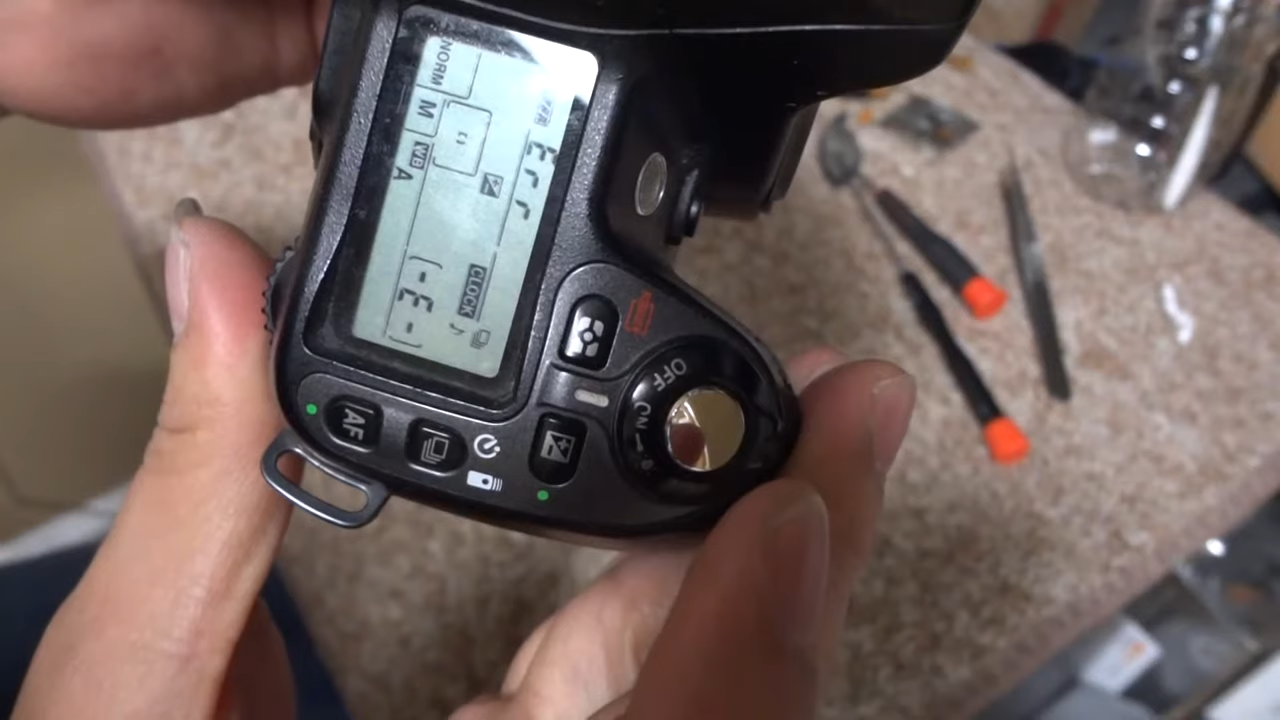 Err
NORM M WB A
CLOCK
(-E-)
OFF
ON
AF